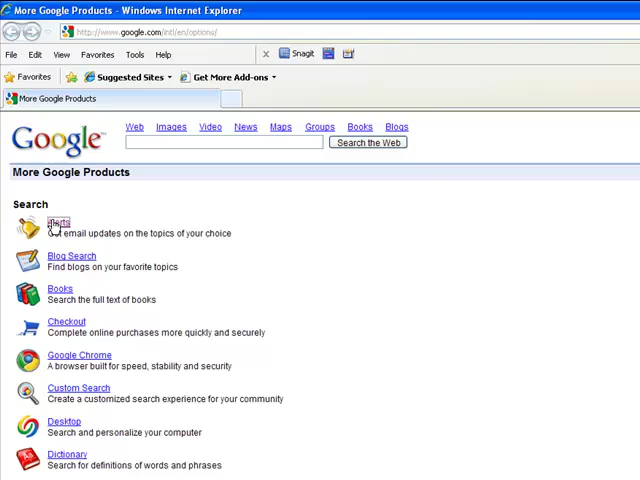 More Google Products - Windows Internet Explorer
http://www.google.com/intl/en/options/
File Edit View Favorites Tools Help x Snagit
Favorites Suggested Sites Get More Add-ons
More Google Products
Web Images Video News Maps Groups Books Blogs
Google™ Search the Web
More Google Products
Search
Get email updates on the topics of your choice
Blog Search
Find blogs on your favorite topics
Books
Search the full text of books
Checkout
Complete online purchases more quickly and securely
Google Chrome
A browser built for speed, stability and security
Custom Search
Create a customized search experience for your community
Desktop
Search and personalize your computer
Dictionary
Search for definitions of words and phrases